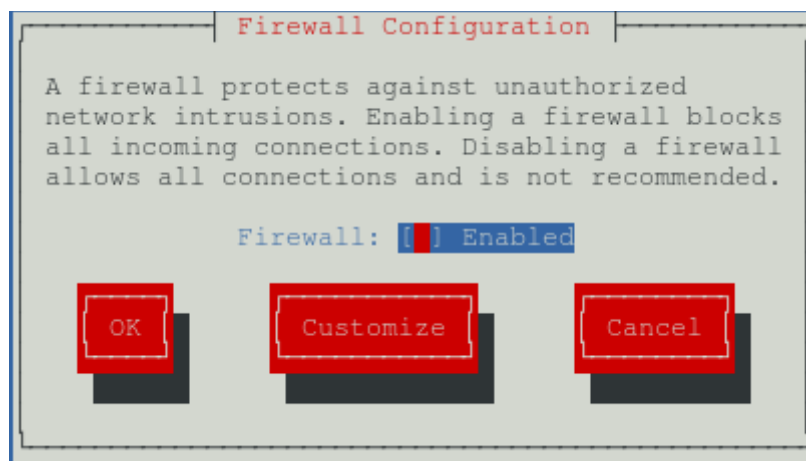 Firewall Configuration
A firewall protects against unauthorized
network intrusions. Enabling a firewall blocks
all incoming connections. Disabling a firewall
allows all connections and is not recommended.
Firewall: [ ] Enabled
OK Customize Cancel